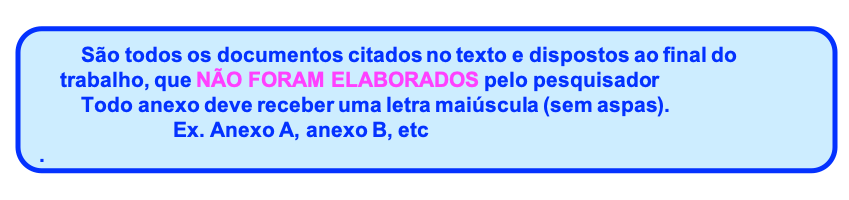 São todos os documentos citados no texto e dispostos ao final do
trabalho, que NÃO FORAM ELABORADOS pelo pesquisador
Todo anexo deve receber uma letra maiúscula (sem aspas).
Ex. Anexo A, anexo B, etc
.